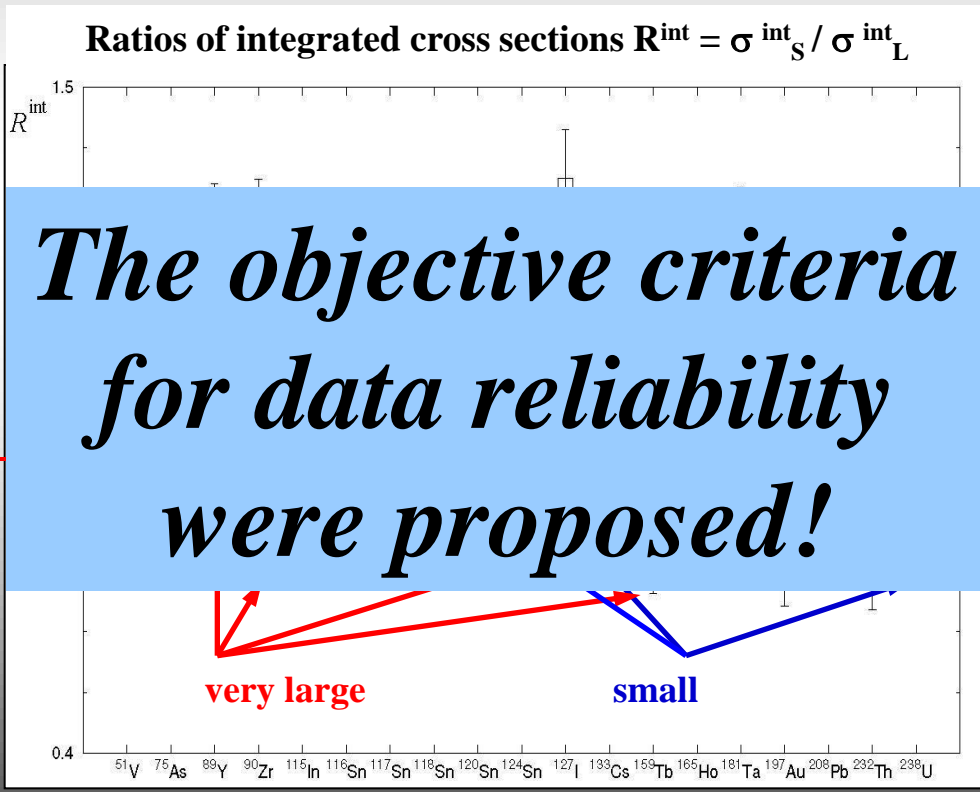 Ratios of integrated cross sections R^int = σ ^int_S / σ ^int_L
1.5
R^int
The objective criteria
for data reliability
were proposed!
very large
small
0.4
⁵¹V ⁷⁵As ⁸⁹Y ⁹⁰Zr ¹¹⁵In ¹¹⁶Sn ¹¹⁷Sn ¹¹⁸Sn ¹²⁰Sn ¹²⁴Sn ¹²⁷I ¹³³Cs ¹⁵⁹Tb ¹⁶⁵Ho ¹⁸¹Ta ¹⁹⁷Au ²⁰⁸Pb ²³²Th ²³⁸U